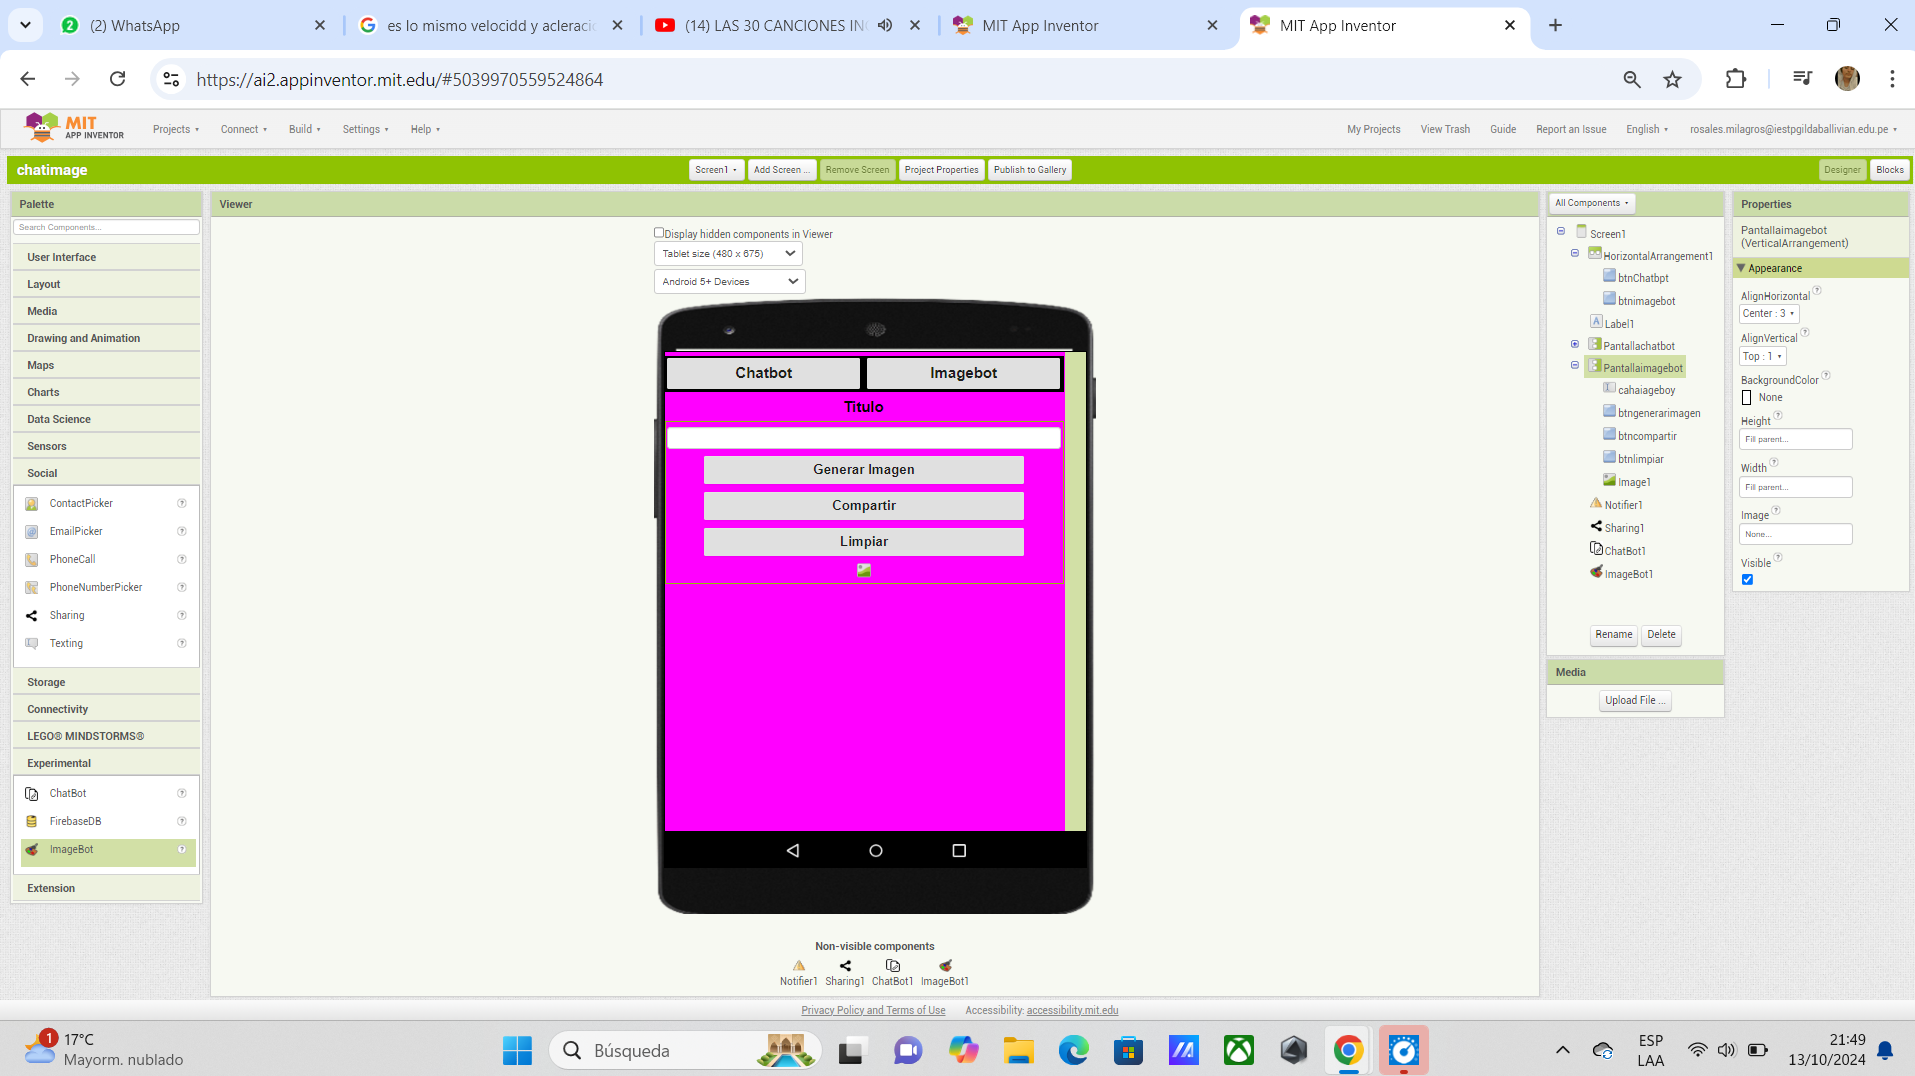 (2) WhatsApp
es lo mismo velocidd y acleracic
(14) LAS 30 CANCIONES IN
MIT App Inventor
MIT App Inventor
https://ai2.appinventor.mit.edu/#5039970559524864
MIT
APP INVENTOR
Projects
Connect
Build
Settings
Help
My Projects
View Trash
Guide
Report an Issue
English
rosales.milagros@iestpgildaballivian.edu.pe
chatimage
Screen1
Add Screen ...
Remove Screen
Project Properties
Publish to Gallery
Designer
Blocks
Palette
Search Components...
User Interface
Layout
Media
Drawing and Animation
Maps
Charts
Data Science
Sensors
Social
ContactPicker
EmailPicker
PhoneCall
PhoneNumberPicker
Sharing
Texting
Storage
Connectivity
LEGO® MINDSTORMS®
Experimental
ChatBot
FirebaseDB
ImageBot
Extension
Viewer
Display hidden components in Viewer
Tablet size (480 x 675)
Android 5+ Devices
Chatbot
Imagebot
Titulo
Generar Imagen
Compartir
Limpiar
Non-visible components
Notifier1
Sharing1
ChatBot1
ImageBot1
All Components
Screen1
HorizontalArrangement1
btnChatbpt
btnimagebot
Label1
Pantallachatbot
Pantallaimagebot
cahaiageboy
btngenerarimagen
btncompartir
btnlimpiar
Image1
Notifier1
Sharing1
ChatBot1
ImageBot1
Rename
Delete
Media
Upload File ...
Properties
Pantallaimagebot
(VerticalArrangement)
Appearance
AlignHorizontal
Center : 3
AlignVertical
Top : 1
BackgroundColor
None
Height
Fill parent...
Width
Fill parent...
Image
None...
Visible
Privacy Policy and Terms of Use
Accessibility: accessibility.mit.edu
1
17°C
Mayorm. nublado
Búsqueda
ESP
LAA
21:49
13/10/2024